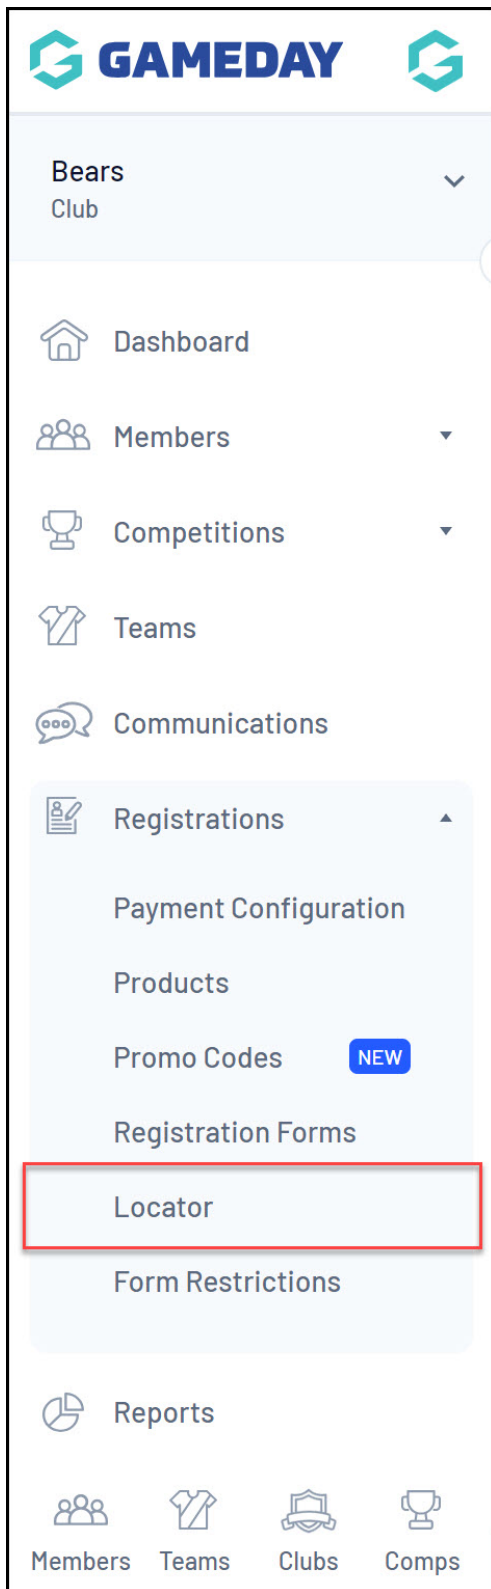 GAMEDAY
Bears
Club
Dashboard
Members
Competitions
Teams
Communications
Registrations
Payment Configuration
Products
Promo Codes NEW
Registration Forms
Locator
Form Restrictions
Reports
Members Teams Clubs Comps